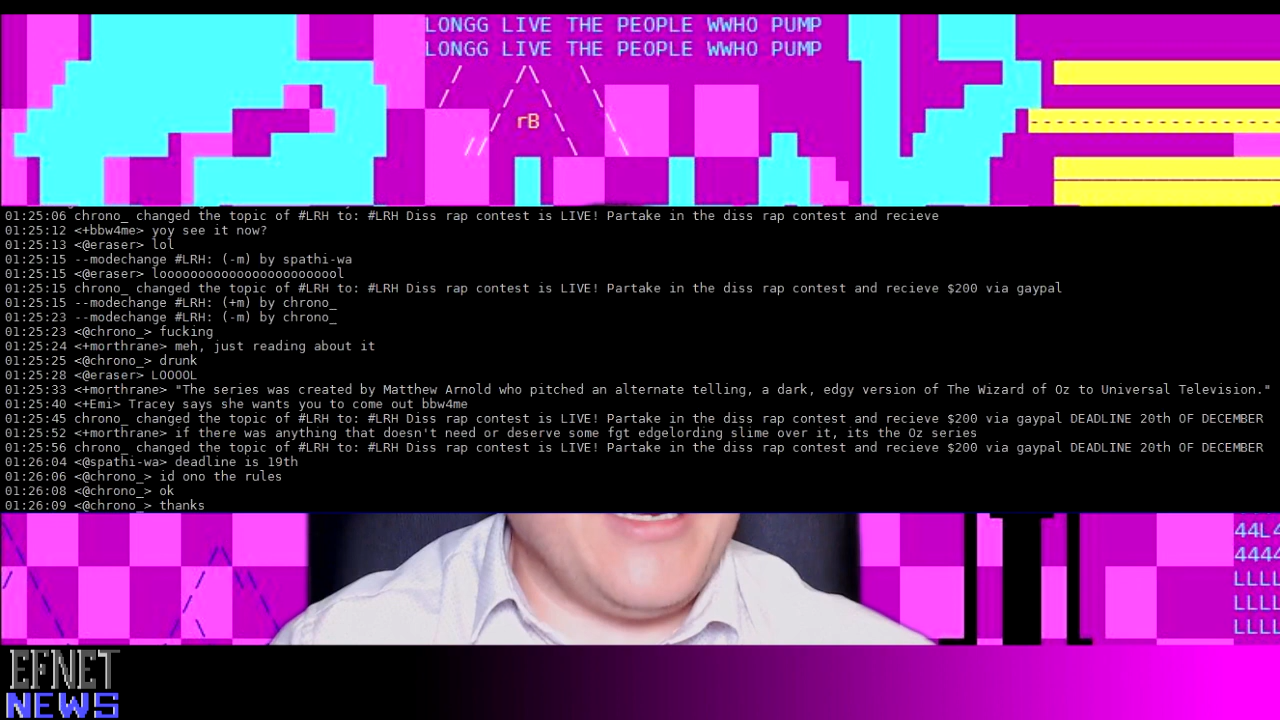 LONGG LIVE THE PEOPLE WWHO PUMP
LONGG LIVE THE PEOPLE WWHO PUMP
rB
01:25:06 chrono_ changed the topic of #LRH to: #LRH Diss rap contest is LIVE! Partake in the diss rap contest and recieve
01:25:12 <+bbw4me> yoy see it now?
01:25:13 <@eraser> lol
01:25:15 --modechange #LRH: (-m) by spathi-wa
01:25:15 <@eraser> looooooooooooooooooooooool
01:25:15 chrono_ changed the topic of #LRH to: #LRH Diss rap contest is LIVE! Partake in the diss rap contest and recieve $200 via gaypal
01:25:15 --modechange #LRH: (+m) by chrono_
01:25:23 --modechange #LRH: (-m) by chrono_
01:25:23 <@chrono_> fucking
01:25:24 <+morthrane> meh, just reading about it
01:25:25 <@chrono_> drunk
01:25:28 <@eraser> LOOOOL
01:25:33 <+morthrane> "The series was created by Matthew Arnold who pitched an alternate telling, a dark, edgy version of The Wizard of Oz to Universal Television."
01:25:40 <+Emi> Tracey says she wants you to come out bbw4me
01:25:45 chrono_ changed the topic of #LRH to: #LRH Diss rap contest is LIVE! Partake in the diss rap contest and recieve $200 via gaypal DEADLINE 20th OF DECEMBER
01:25:52 <+morthrane> if there was anything that doesn't need or deserve some fgt edgelording slime over it, its the Oz series
01:25:56 chrono_ changed the topic of #LRH to: #LRH Diss rap contest is LIVE! Partake in the diss rap contest and recieve $200 via gaypal DEADLINE 20th OF DECEMBER
01:26:04 <@spathi-wa> deadline is 19th
01:26:06 <@chrono_> id ono the rules
01:26:08 <@chrono_> ok
01:26:09 <@chrono_> thanks
44L4
4444
LLLL
LLLL
LLLL
EFNET
NEWS